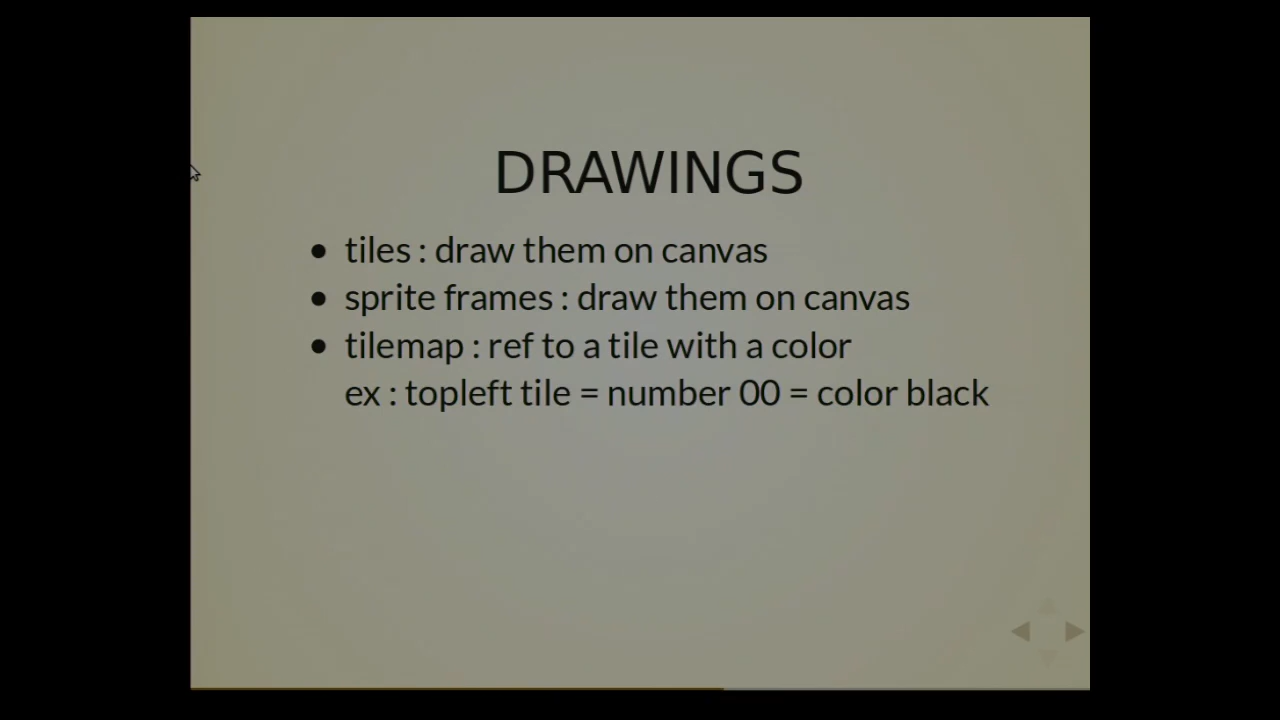 DRAWINGS
• tiles : draw them on canvas
• sprite frames : draw them on canvas
• tilemap : ref to a tile with a color
ex : topleft tile = number 00 = color black